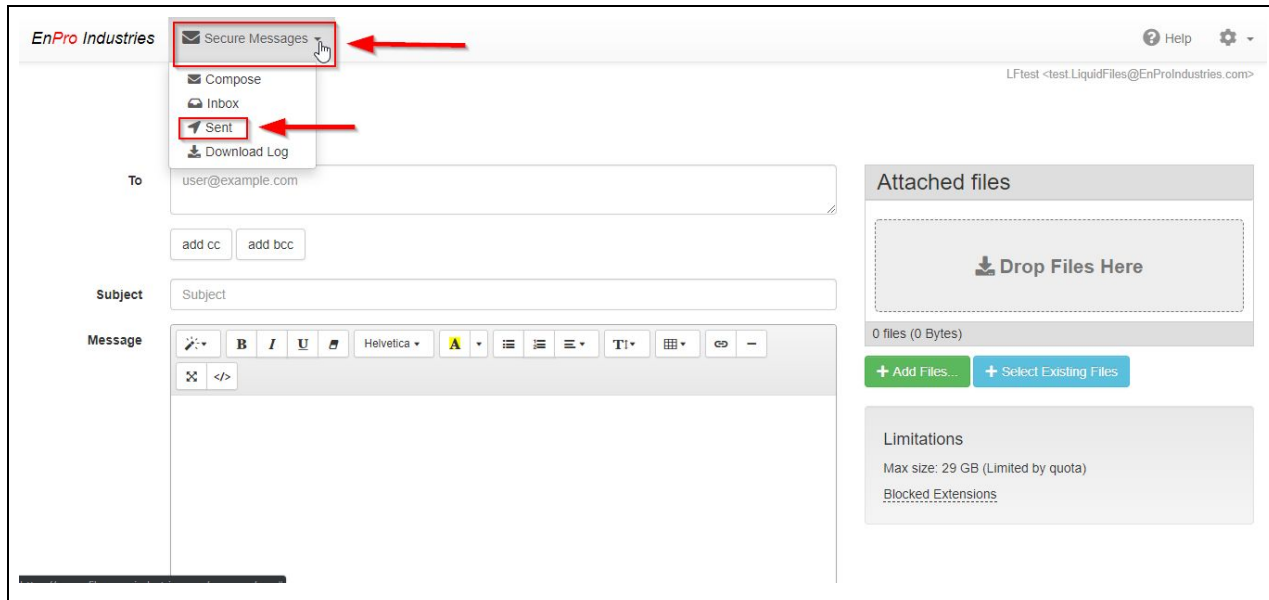 EnPro Industries
Secure Messages
Help
LFtest <test.LiquidFiles@EnProIndustries.com>
Compose
Inbox
Sent
Download Log
To
user@example.com
add cc
add bcc
Subject
Subject
Message
B I U
Helvetica
A
</>
Attached files
Drop Files Here
0 files (0 Bytes)
+ Add Files...
+ Select Existing Files
Limitations
Max size: 29 GB (Limited by quota)
Blocked Extensions